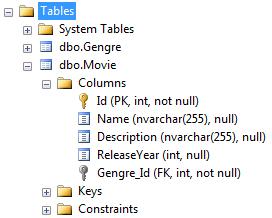 Tables
System Tables
dbo.Gengre
dbo.Movie
Columns
Id (PK, int, not null)
Name (nvarchar(255), null)
Description (nvarchar(255), null)
ReleaseYear (int, null)
Gengre_Id (FK, int, not null)
Keys
Constraints